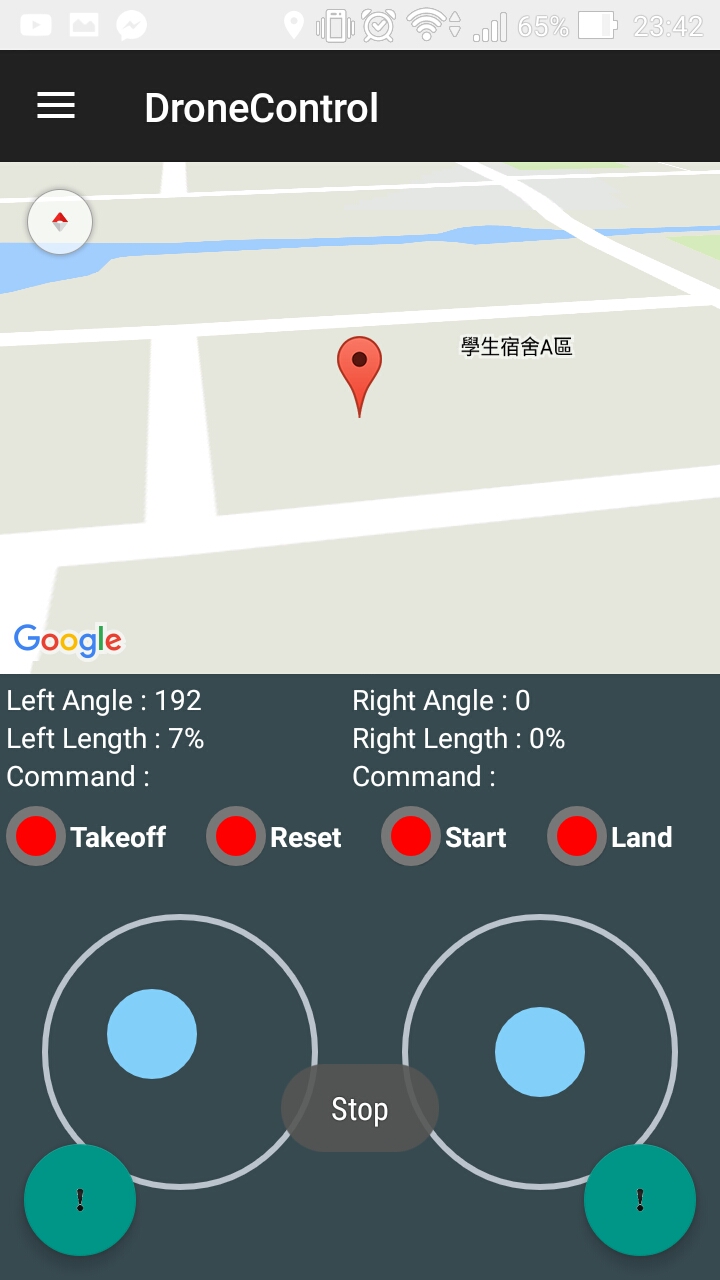 65% 23:42
DroneControl
學生宿舍A區
Google
Left Angle : 192
Right Angle : 0
Left Length : 7%
Right Length : 0%
Command :
Command :
Takeoff
Reset
Start
Land
Stop
!
!